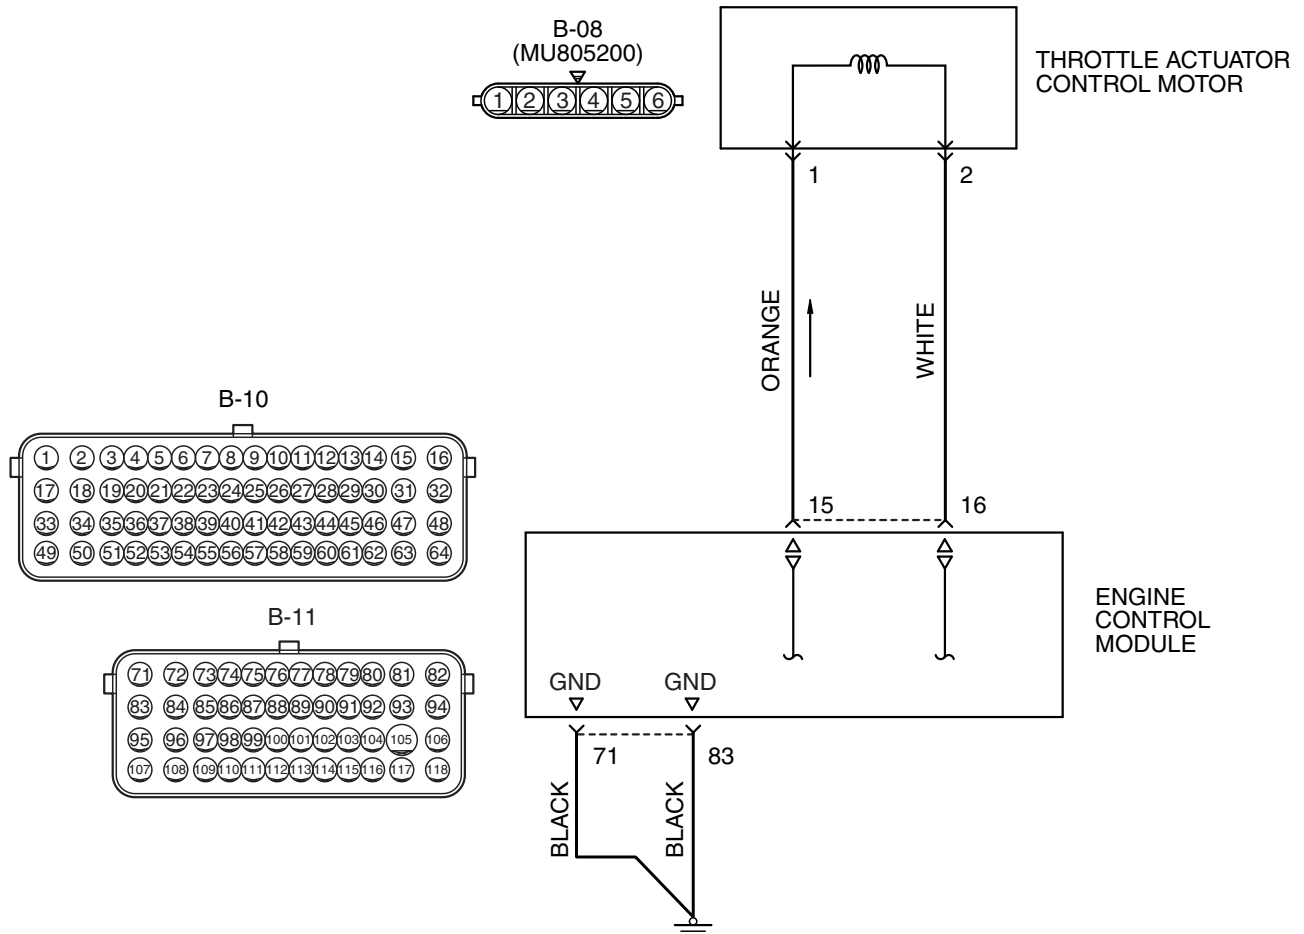 B-08
(MU805200)
1 2 3 4 5 6
THROTTLE ACTUATOR
CONTROL MOTOR
1 2
ORANGE
WHITE
15 16
B-10
1 2 3 4 5 6 7 8 9 10 11 12 13 14 15 16
17 18 19 20 21 22 23 24 25 26 27 28 29 30 31 32
33 34 35 36 37 38 39 40 41 42 43 44 45 46 47 48
49 50 51 52 53 54 55 56 57 58 59 60 61 62 63 64
ENGINE
CONTROL
MODULE
GND GND
71 83
BLACK
BLACK
B-11
71 72 73 74 75 76 77 78 79 80 81 82
83 84 85 86 87 88 89 90 91 92 93 94
95 96 97 98 99 100 101 102 103 104 105 106
107 108 109 110 111 112 113 114 115 116 117 118